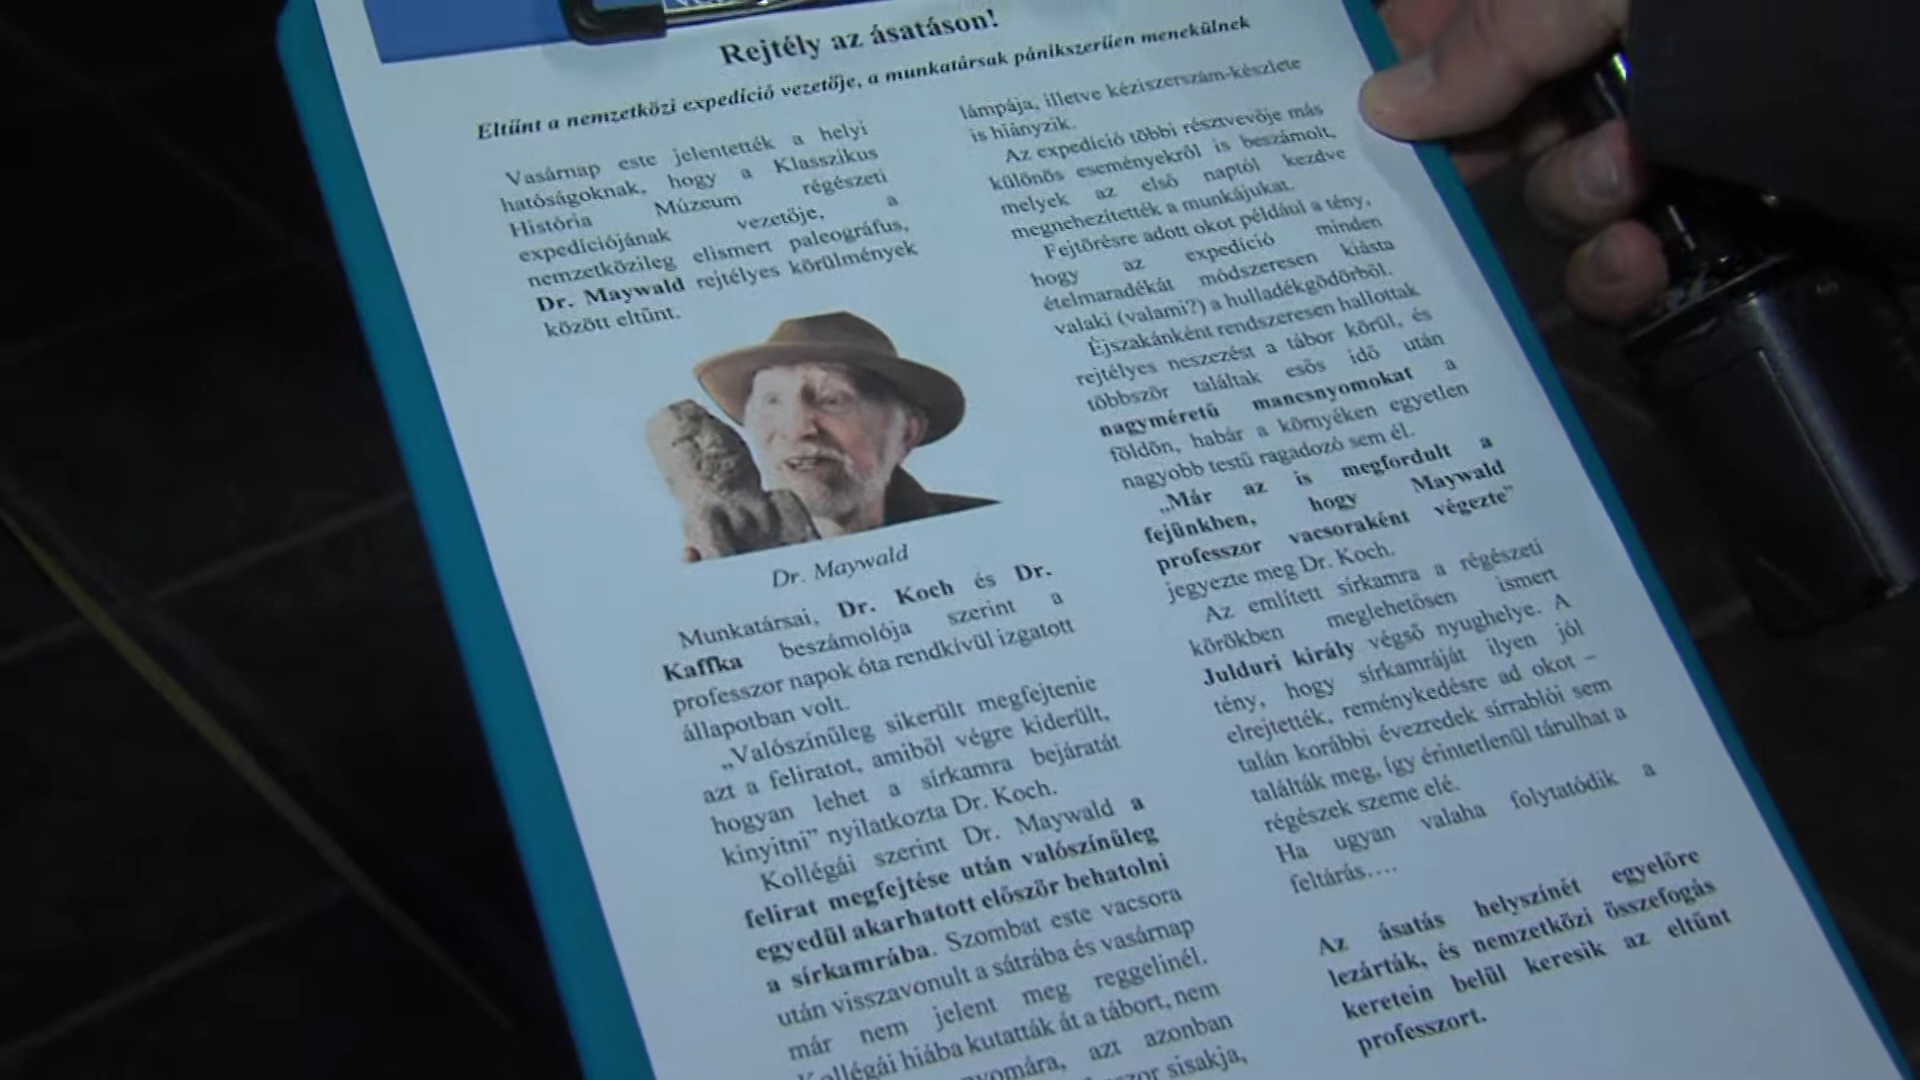 Rejtély az ásatáson!
Eltűnt a nemzetközi expedíció vezetője, a munkatársak pánikszerűen menekülnek
Vasárnap este jelentették a helyi
hatóságoknak, hogy a Klasszikus
História Múzeum régészeti
expedíciójának vezetője, a
nemzetközileg elismert paleográfus,
Dr. Maywald rejtélyes körülmények
között eltűnt.
Dr. Maywald
Munkatársai, Dr. Koch és Dr.
Kaffka beszámolója szerint a
professzor napok óta rendkívül izgatott
állapotban volt.
„Valószínűleg sikerült megfejtenie
azt a feliratot, amiből végre kiderült,
hogyan lehet a sírkamra bejáratát
kinyitni” nyilatkozta Dr. Koch.
Kollégái szerint Dr. Maywald a
felirat megfejtése után valószínűleg
egyedül akarhatott először behatolni
a sírkamrába. Szombat este vacsora
után visszavonult a sátrába és vasárnap
már nem jelent meg reggelinél.
Kollégái hiába kutatták át a tábort, nem
azt azonban
sisakja,
lámpája, illetve kéziszerszám-készlete
is hiányzik.
Az expedíció többi résztvevője más
különös eseményekről is beszámolt,
melyek az első naptól kezdve
megnehezítették a munkájukat.
Fejtörésre adott okot például a tény,
hogy az expedíció minden
ételmaradékát módszeresen kiásta
valaki (valami?) a hulladékgödörből.
Éjszakánként rendszeresen hallottak
rejtélyes neszezést a tábor körül, és
többször találtak esős idő után
nagyméretű mancsnyomokat a
földön, habár a környéken egyetlen
nagyobb testű ragadozó sem él.
„Már az is megfordult a
fejünkben, hogy Maywald
professzor vacsoraként végezte”
jegyezte meg Dr. Koch.
Az említett sírkamra a régészeti
körökben meglehetősen ismert
Julduri király végső nyughelye. A
tény, hogy sírkamráját ilyen jól
elrejtették, reménykedésre ad okot –
talán korábbi évezredek sírrablói sem
találták meg, így érintetlenül tárulhat a
régészek szeme elé.
Ha ugyan valaha folytatódik a
feltárás….
Az ásatás helyszínét egyelőre
lezárták, és nemzetközi összefogás
keretein belül keresik az eltűnt
professzort.